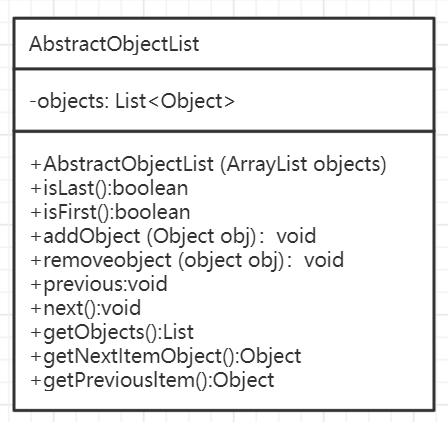 AbstractObjectList
-objects: List<Object>
+AbstractObjectList (ArrayList objects)
+isLast():boolean
+isFirst():boolean
+addObject (Object obj)：void
+removeobject (object obj)：void
+previous:void
+next():void
+getObjects():List
+getNextItemObject():Object
+getPreviousItem():Object